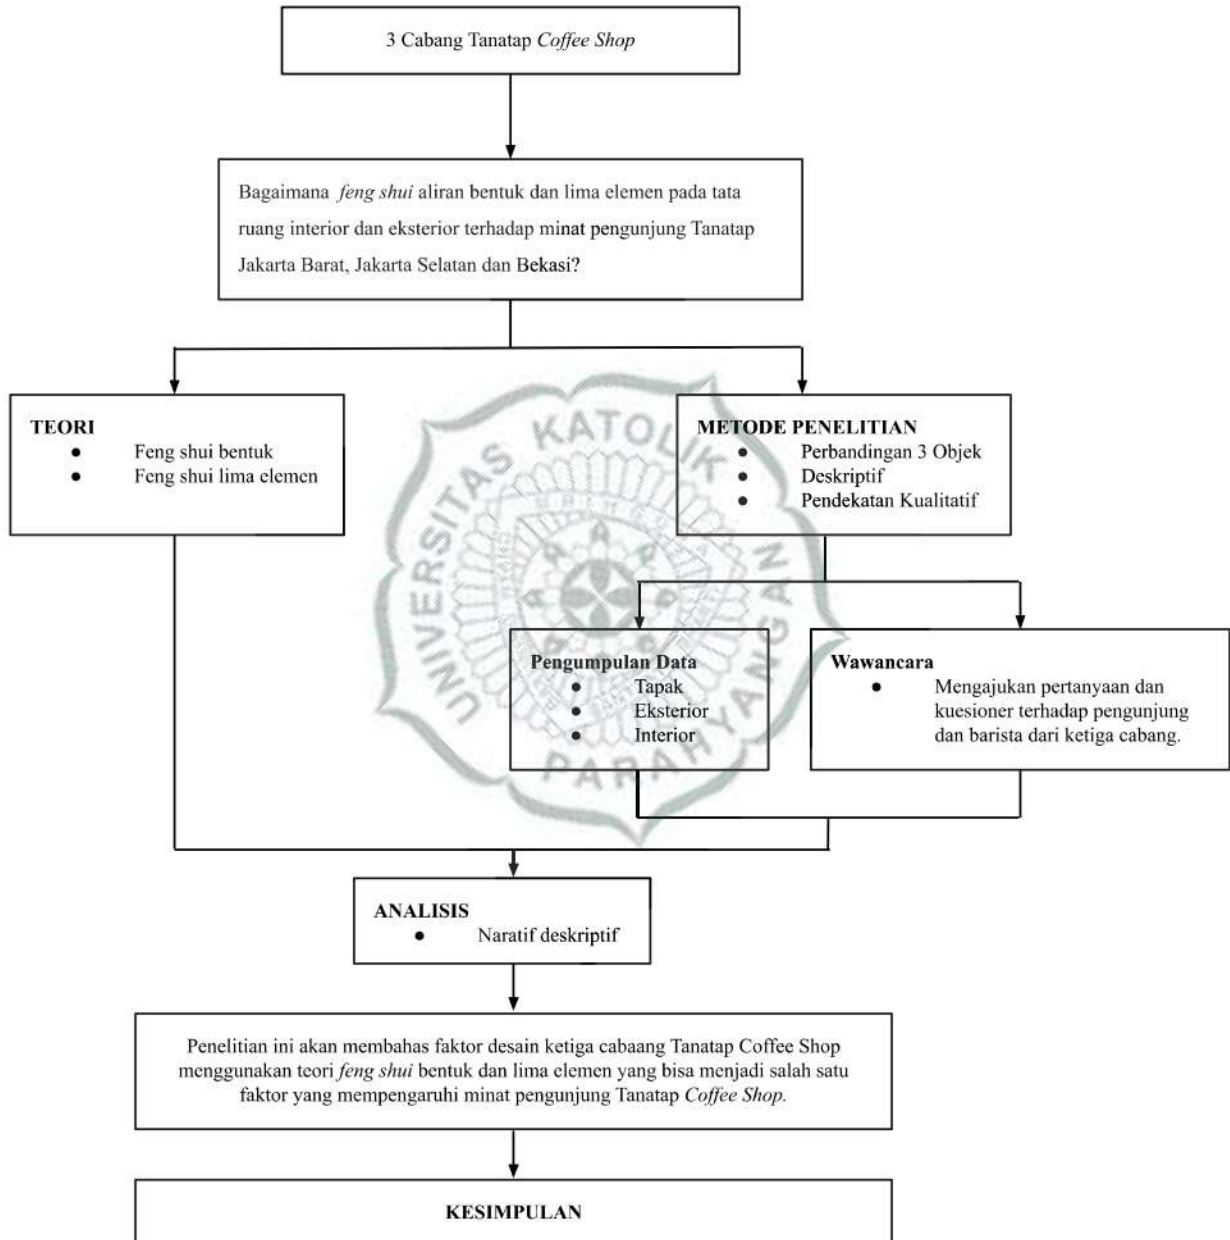 3 Cabang Tanatap Coffee Shop
Bagaimana feng shui aliran bentuk dan lima elemen pada tata
ruang interior dan eksterior terhadap minat pengunjung Tanatap
Jakarta Barat, Jakarta Selatan dan Bekasi?
TEORI
● Feng shui bentuk
● Feng shui lima elemen
METODE PENELITIAN
● Perbandingan 3 Objek
● Deskriptif
● Pendekatan Kualitatif
UNIVERSITAS KATOLIK
PARAHYANGAN
Pengumpulan Data
● Tapak
● Eksterior
● Interior
Wawancara
● Mengajukan pertanyaan dan
kuesioner terhadap pengunjung
dan barista dari ketiga cabang.
ANALISIS
● Naratif deskriptif
Penelitian ini akan membahas faktor desain ketiga cabaang Tanatap Coffee Shop
menggunakan teori feng shui bentuk dan lima elemen yang bisa menjadi salah satu
faktor yang mempengaruhi minat pengunjung Tanatap Coffee Shop.
KESIMPULAN